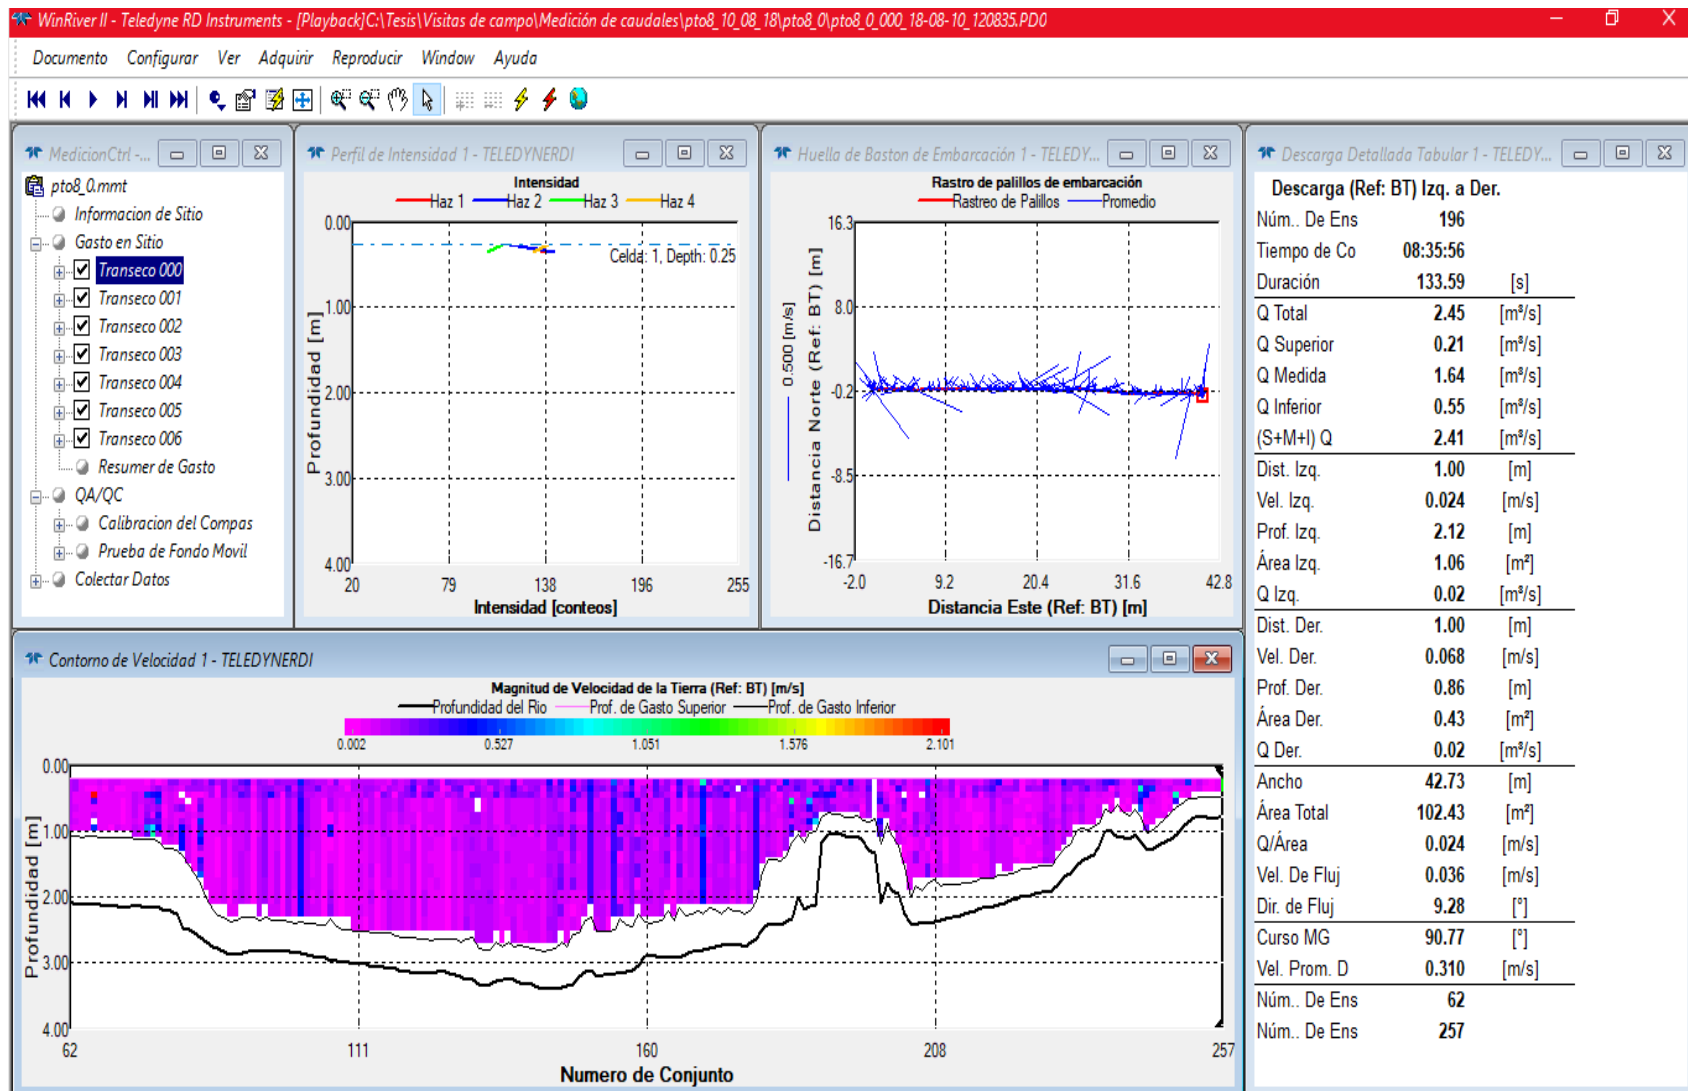 WinRiver II - Teledyne RD Instruments - [Playback]C:\Tesis\Visitas de campo\Medición de caudales\pto8_10_08_18\pto8_0\pto8_0_000_18-08-10_120835.PD0
Documento Configurar Ver Adquirir Reproducir Window Ayuda
MedicionCtrl -...
pto8_0.mmt
Informacion de Sitio
Gasto en Sitio
Transeco 000
Transeco 001
Transeco 002
Transeco 003
Transeco 004
Transeco 005
Transeco 006
Resumer de Gasto
QA/QC
Calibracion del Compas
Prueba de Fondo Movil
Colectar Datos
Perfil de Intensidad 1 - TELEDYNERDI
Intensidad
Haz 1 Haz 2 Haz 3 Haz 4
Celda: 1, Depth: 0.25
Profundidad [m]
0.00
1.00
2.00
3.00
4.00
20 79 138 196 255
Intensidad [conteos]
Huella de Baston de Embarcación 1 - TELEDY...
Rastro de palillos de embarcación
Rastreo de Palillos Promedio
0.500 [m/s]
Distancia Norte (Ref: BT) [m]
16.3
8.0
-0.2
-8.5
-16.7
-2.0 9.2 20.4 31.6 42.8
Distancia Este (Ref: BT) [m]
Descarga Detallada Tabular 1 - TELEDY...
Descarga (Ref: BT) Izq. a Der.
Núm.. De Ens 196
Tiempo de Co 08:35:56
Duración 133.59 [s]
Q Total 2.45 [m³/s]
Q Superior 0.21 [m³/s]
Q Medida 1.64 [m³/s]
Q Inferior 0.55 [m³/s]
(S+M+I) Q 2.41 [m³/s]
Dist. Izq. 1.00 [m]
Vel. Izq. 0.024 [m/s]
Prof. Izq. 2.12 [m]
Área Izq. 1.06 [m²]
Q Izq. 0.02 [m³/s]
Dist. Der. 1.00 [m]
Vel. Der. 0.068 [m/s]
Prof. Der. 0.86 [m]
Área Der. 0.43 [m²]
Q Der. 0.02 [m³/s]
Ancho 42.73 [m]
Área Total 102.43 [m²]
Q/Área 0.024 [m/s]
Vel. De Fluj 0.036 [m/s]
Dir. de Fluj 9.28 [°]
Curso MG 90.77 [°]
Vel. Prom. D 0.310 [m/s]
Núm.. De Ens 62
Núm.. De Ens 257
Contorno de Velocidad 1 - TELEDYNERDI
Magnitud de Velocidad de la Tierra (Ref: BT) [m/s]
Profundidad del Rio Prof. de Gasto Superior Prof. de Gasto Inferior
0.002 0.527 1.051 1.576 2.101
Profundidad [m]
0.00
1.00
2.00
3.00
4.00
62 111 160 208 257
Numero de Conjunto